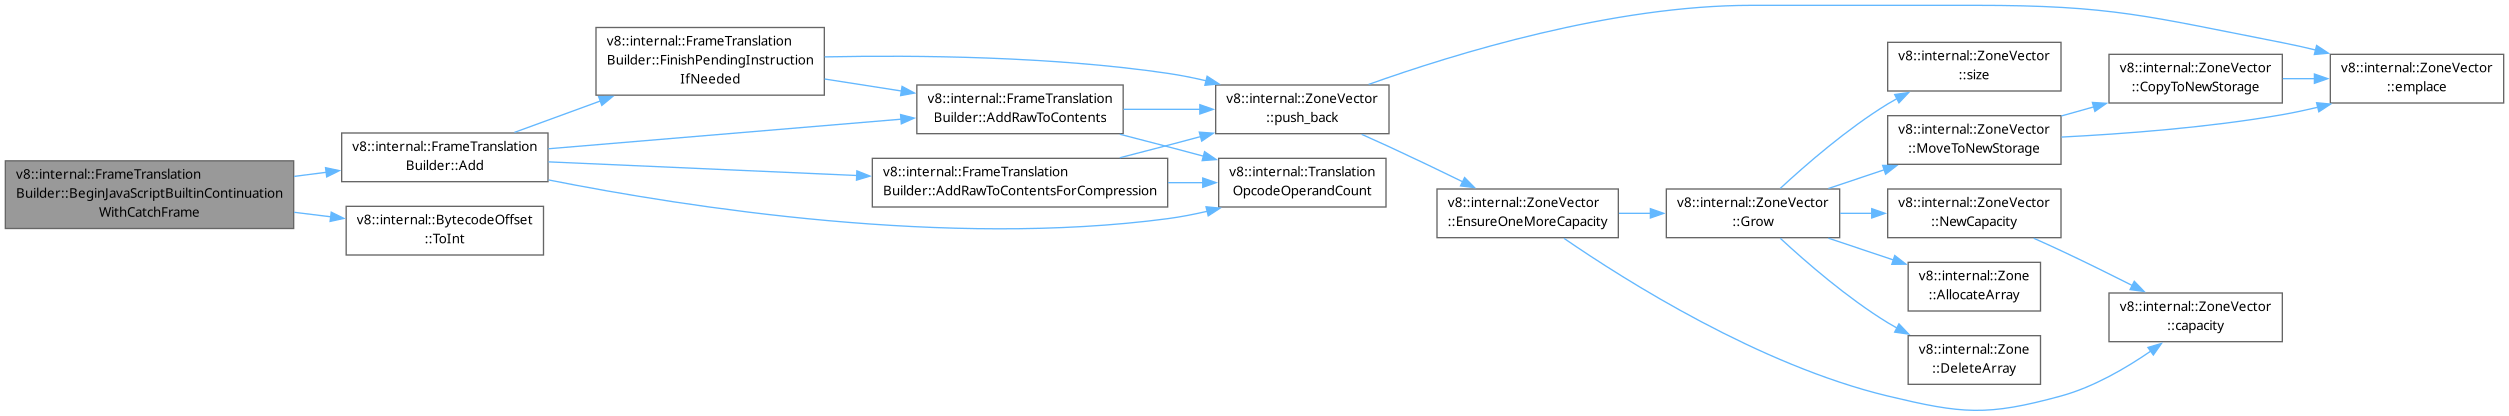 v8::internal::FrameTranslation
Builder::BeginJavaScriptBuiltinContinuation
WithCatchFrame
v8::internal::FrameTranslation
Builder::Add
v8::internal::BytecodeOffset
::ToInt
v8::internal::FrameTranslation
Builder::FinishPendingInstruction
IfNeeded
v8::internal::FrameTranslation
Builder::AddRawToContents
v8::internal::FrameTranslation
Builder::AddRawToContentsForCompression
v8::internal::ZoneVector
::push_back
v8::internal::Translation
OpcodeOperandCount
v8::internal::ZoneVector
::EnsureOneMoreCapacity
v8::internal::ZoneVector
::Grow
v8::internal::ZoneVector
::size
v8::internal::ZoneVector
::MoveToNewStorage
v8::internal::ZoneVector
::NewCapacity
v8::internal::Zone
::AllocateArray
v8::internal::Zone
::DeleteArray
v8::internal::ZoneVector
::CopyToNewStorage
v8::internal::ZoneVector
::capacity
v8::internal::ZoneVector
::emplace